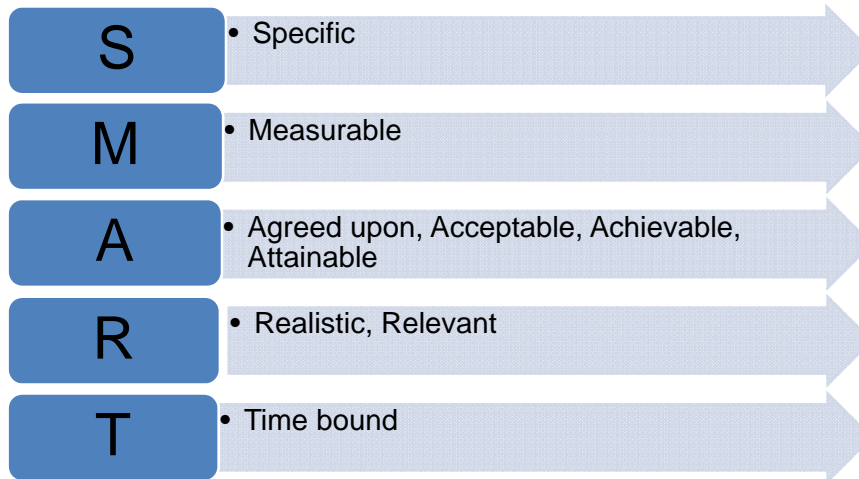 S
• Specific
M
• Measurable
A
• Agreed upon, Acceptable, Achievable,
Attainable
R
• Realistic, Relevant
T
• Time bound